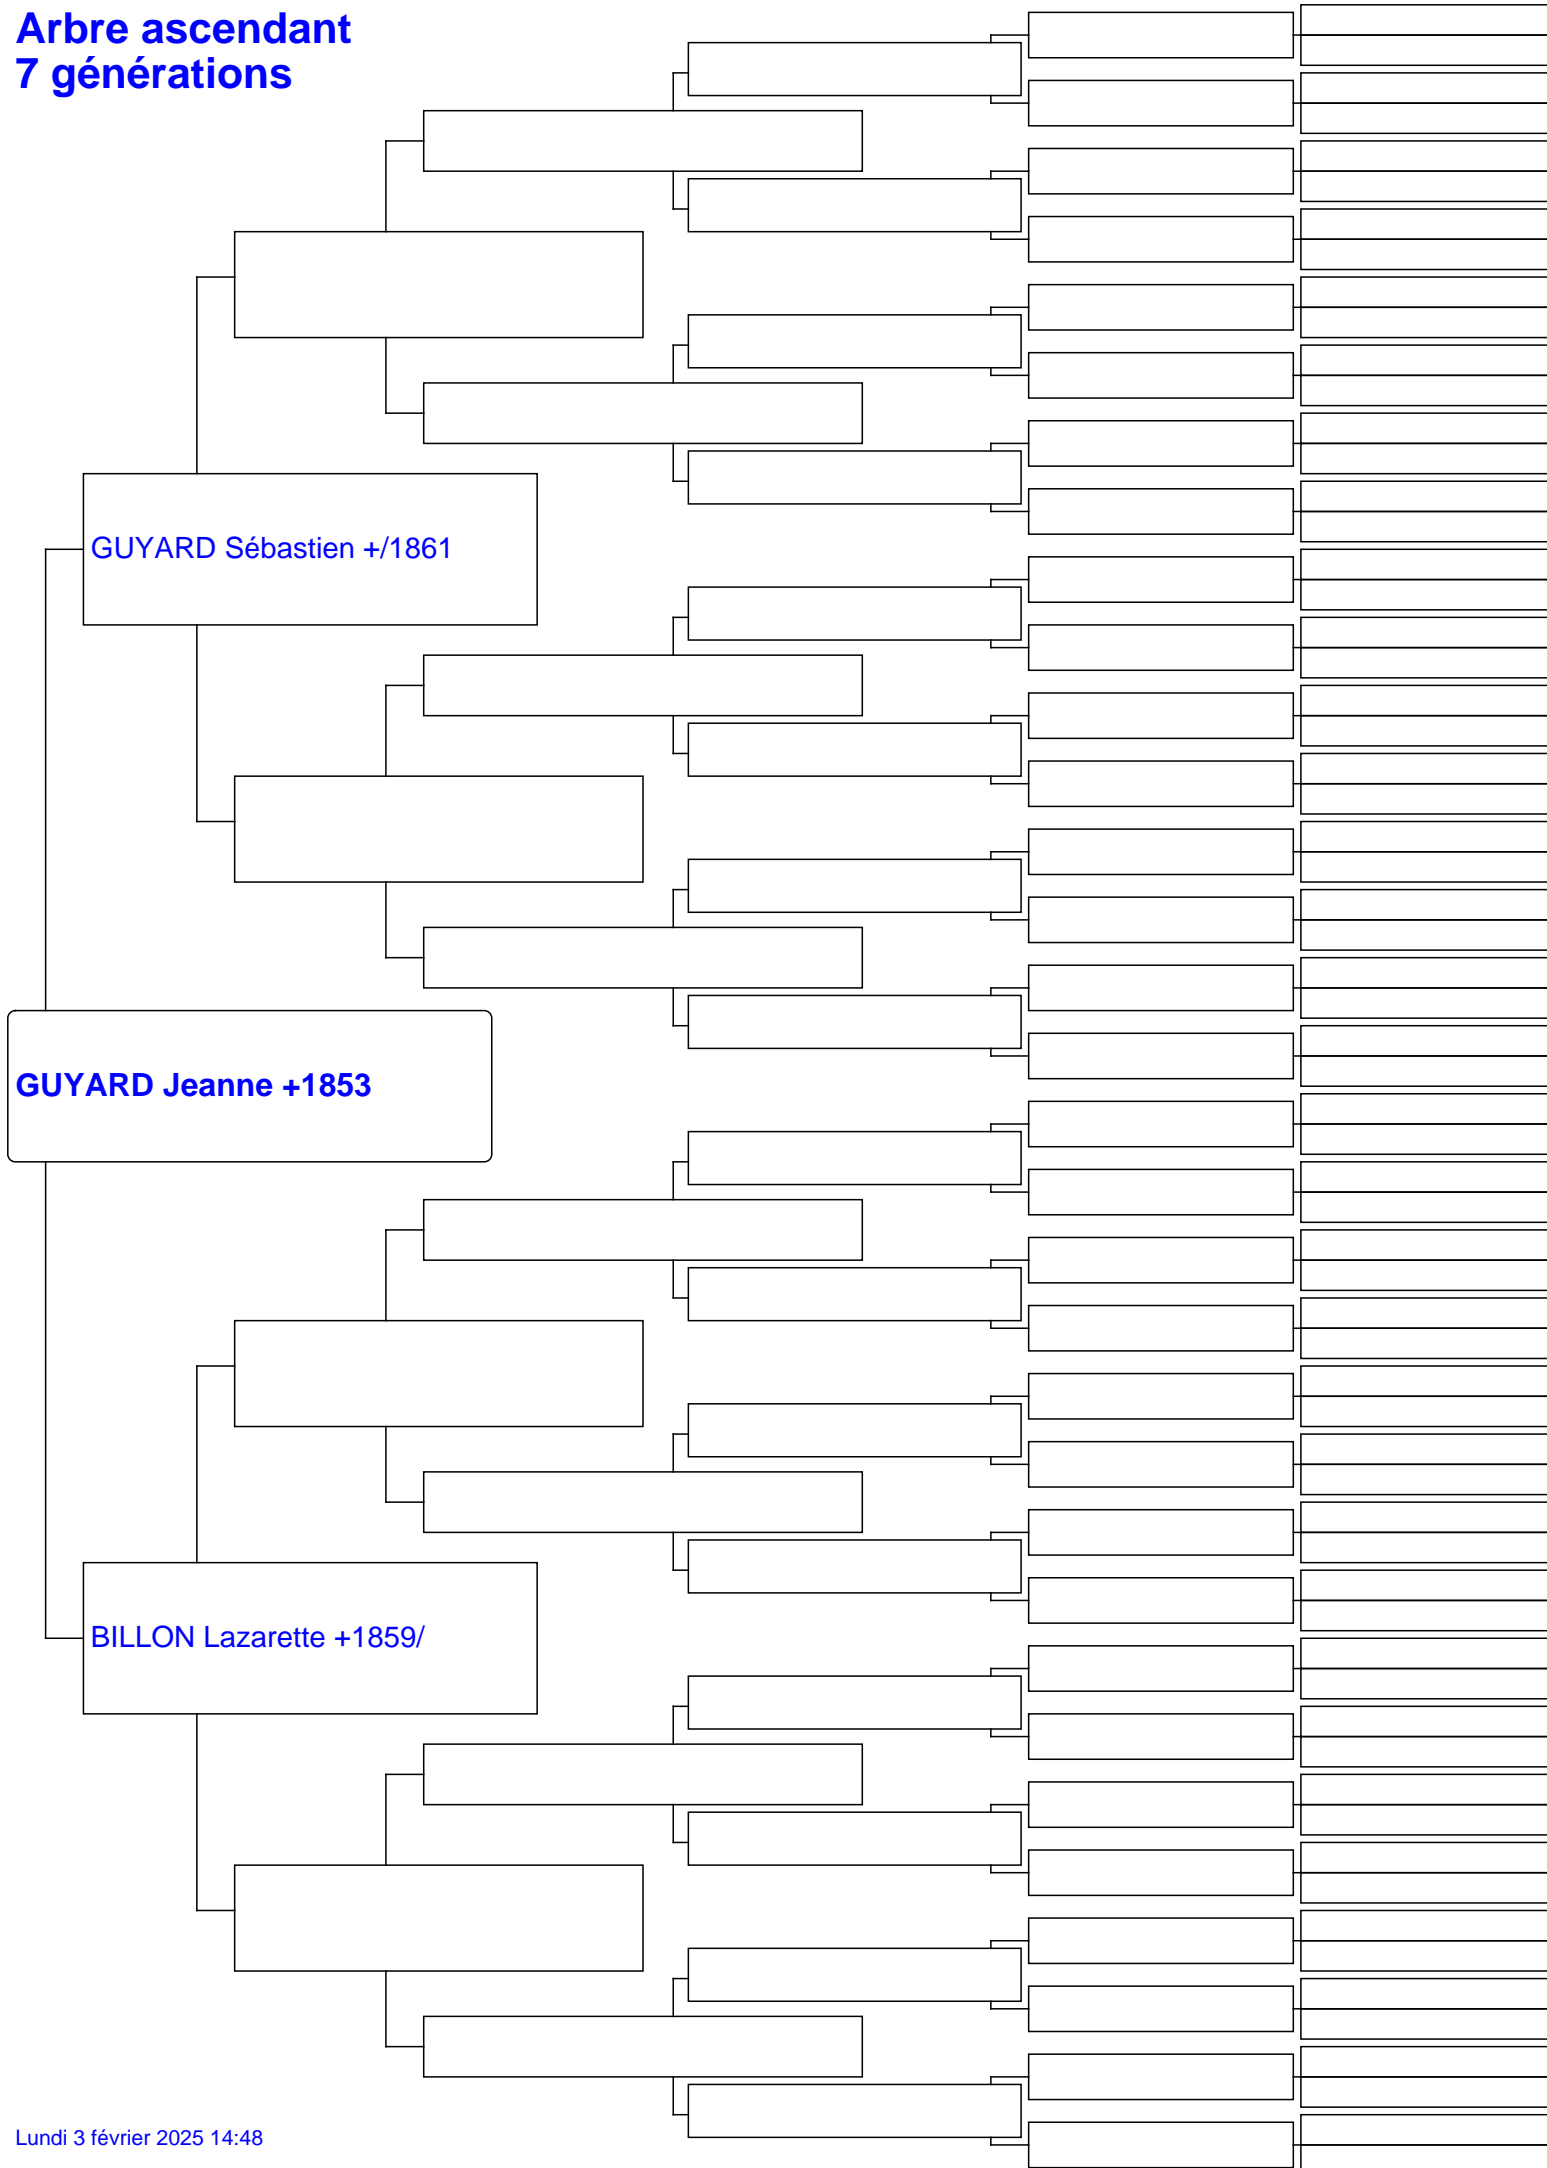 Arbre ascendant
7 générations
GUYARD Sébastien +/1861
GUYARD Jeanne +1853
BILLON Lazarette +1859/
Lundi 3 février 2025 14:48